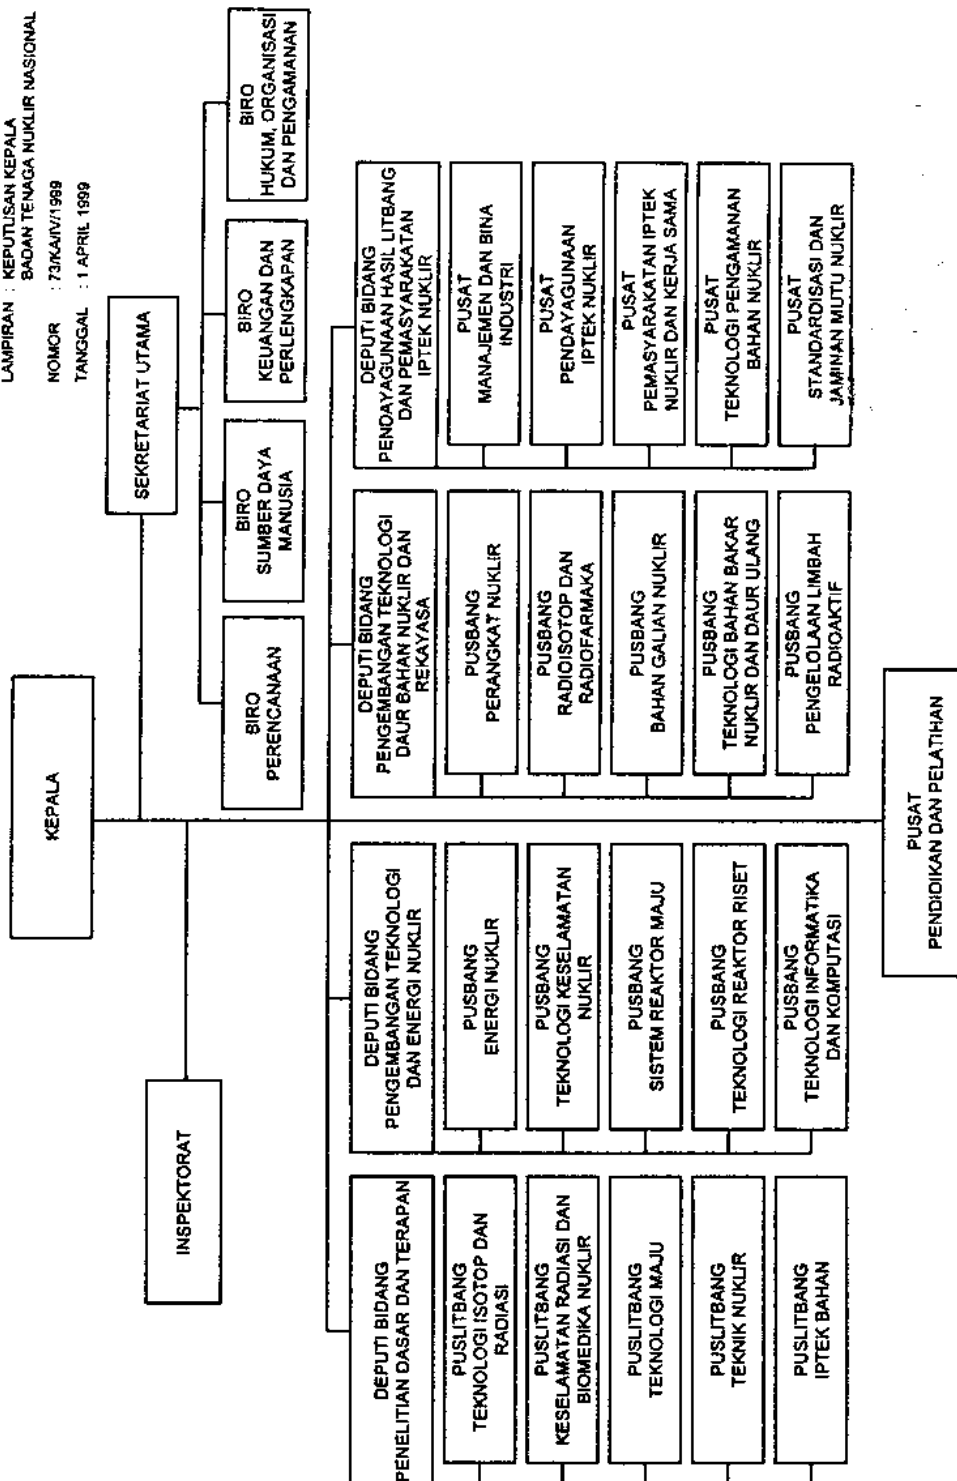 LAMPIRAN : KEPUTUSAN KEPALA
BADAN TENAGA NUKLIR NASIONAL
NOMOR : 73/KA/IV/1999
TANGGAL : 1 APRIL 1999
KEPALA
INSPEKTORAT
SEKRETARIAT UTAMA
BIRO
PERENCANAAN
BIRO
SUMBER DAYA
MANUSIA
BIRO
KEUANGAN DAN
PERLENGKAPAN
BIRO
HUKUM, ORGANISASI
DAN PENGAMANAN
DEPUTI BIDANG
PENELITIAN DASAR DAN TERAPAN
PUSLITBANG
TEKNOLOGI ISOTOP DAN
RADIASI
PUSLITBANG
KESELAMATAN RADIASI DAN
BIOMEDIKA NUKLIR
PUSLITBANG
TEKNOLOGI MAJU
PUSLITBANG
TEKNIK NUKLIR
PUSLITBANG
IPTEK BAHAN
DEPUTI BIDANG
PENGEMBANGAN TEKNOLOGI
DAN ENERGI NUKLIR
PUSBANG
ENERGI NUKLIR
PUSBANG
TEKNOLOGI KESELAMATAN
NUKLIR
PUSBANG
SISTEM REAKTOR MAJU
PUSBANG
TEKNOLOGI REAKTOR RISET
PUSBANG
TEKNOLOGI INFORMATIKA
DAN KOMPUTASI
DEPUTI BIDANG
PENGEMBANGAN TEKNOLOGI
DAUR BAHAN NUKLIR DAN
REKAYASA
PUSBANG
PERANGKAT NUKLIR
PUSBANG
RADIOISOTOP DAN
RADIOFARMAKA
PUSBANG
BAHAN GALIAN NUKLIR
PUSBANG
TEKNOLOGI BAHAN BAKAR
NUKLIR DAN DAUR ULANG
PUSBANG
PENGELOLAAN LIMBAH
RADIOAKTIF
DEPUTI BIDANG
PENDAYAGUNAAN HASIL LITBANG
DAN PEMASYARAKATAN
IPTEK NUKLIR
PUSAT
MANAJEMEN DAN BINA
INDUSTRI
PUSAT
PENDAYAGUNAAN
IPTEK NUKLIR
PUSAT
PEMASYARAKATAN IPTEK
NUKLIR DAN KERJA SAMA
PUSAT
TEKNOLOGI PENGAMANAN
BAHAN NUKLIR
PUSAT
STANDARDISASI DAN
JAMINAN MUTU NUKLIR
PUSAT
PENDIDIKAN DAN PELATIHAN